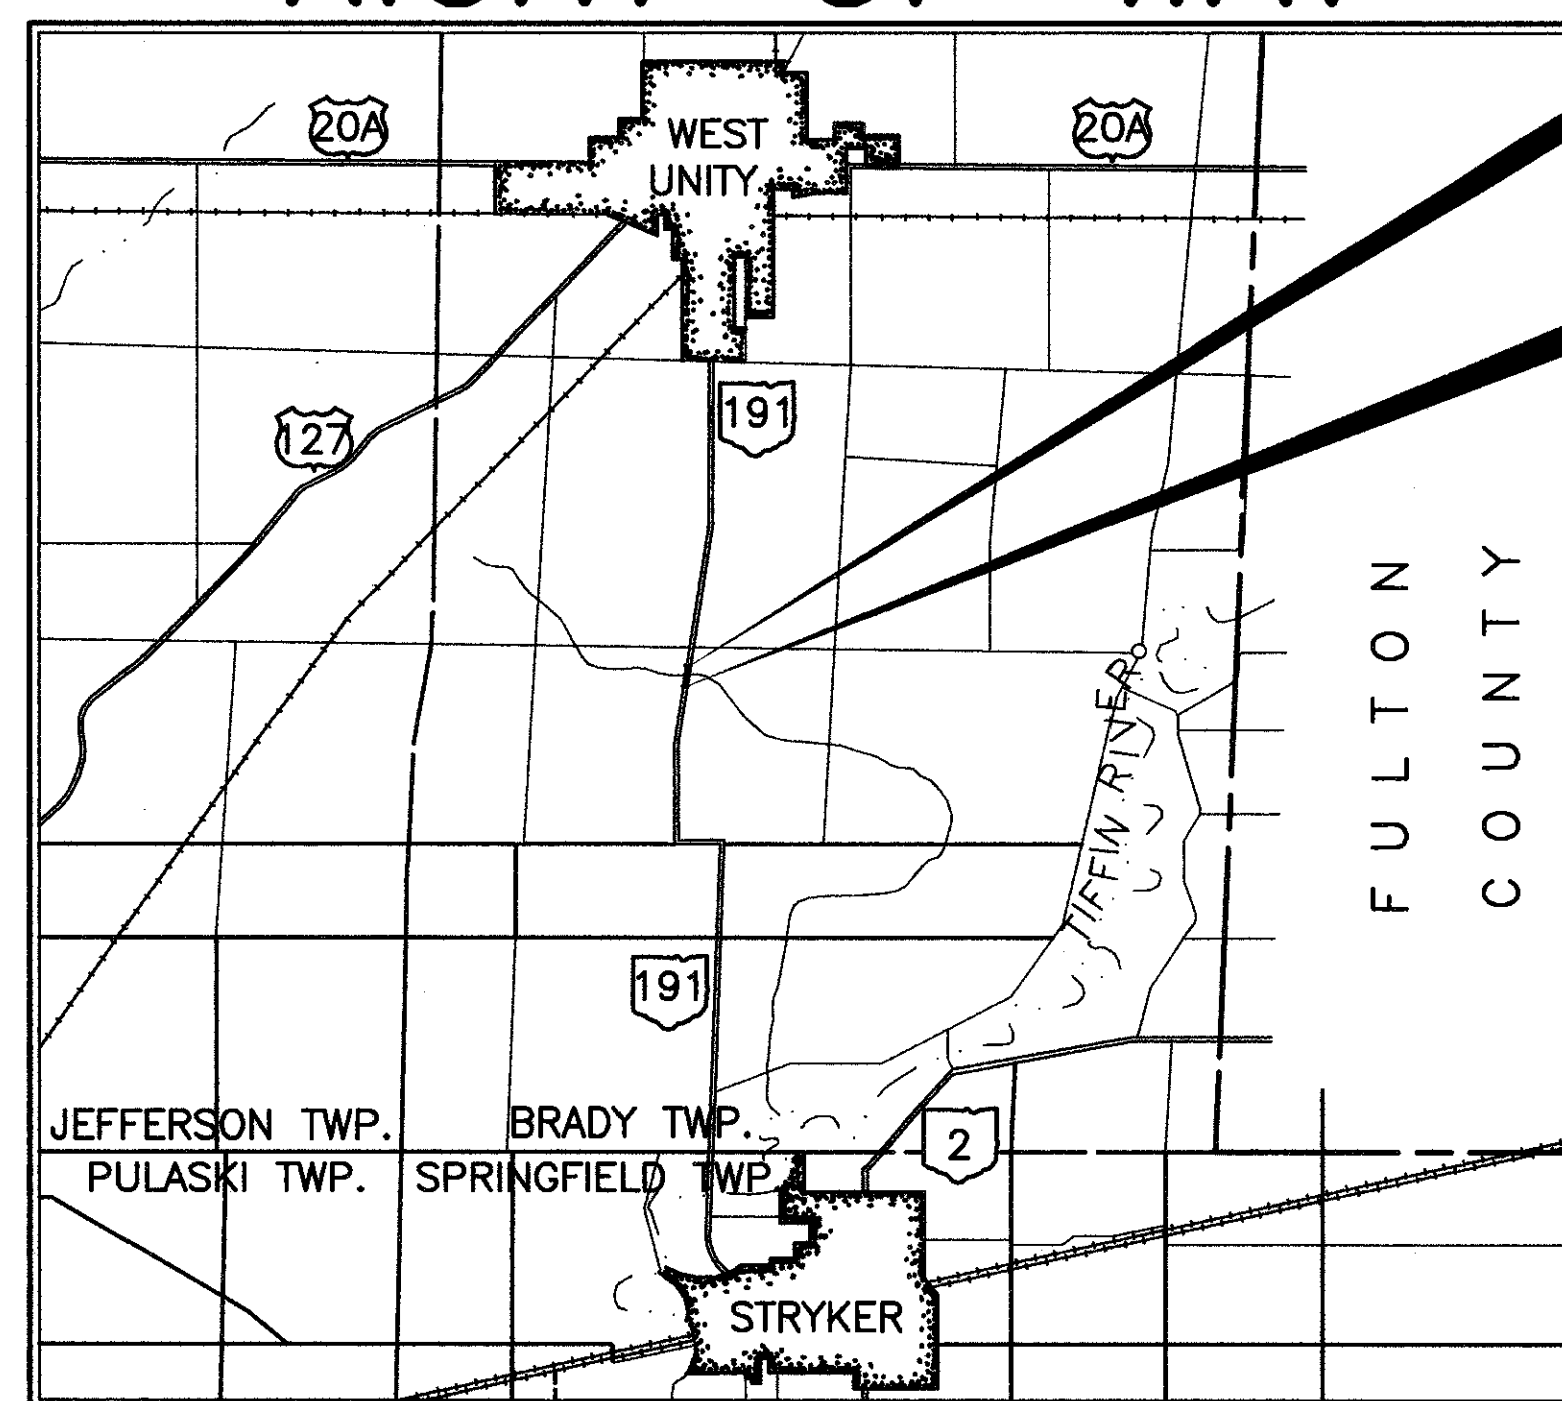 20A
WEST
UNITY
20A
191
127
FULTON
COUNTY
TIFFIN RIVER
191
JEFFERSON TWP.
BRADY TWP.
2
PULASKI TWP.
SPRINGFIELD TWP
STRYKER